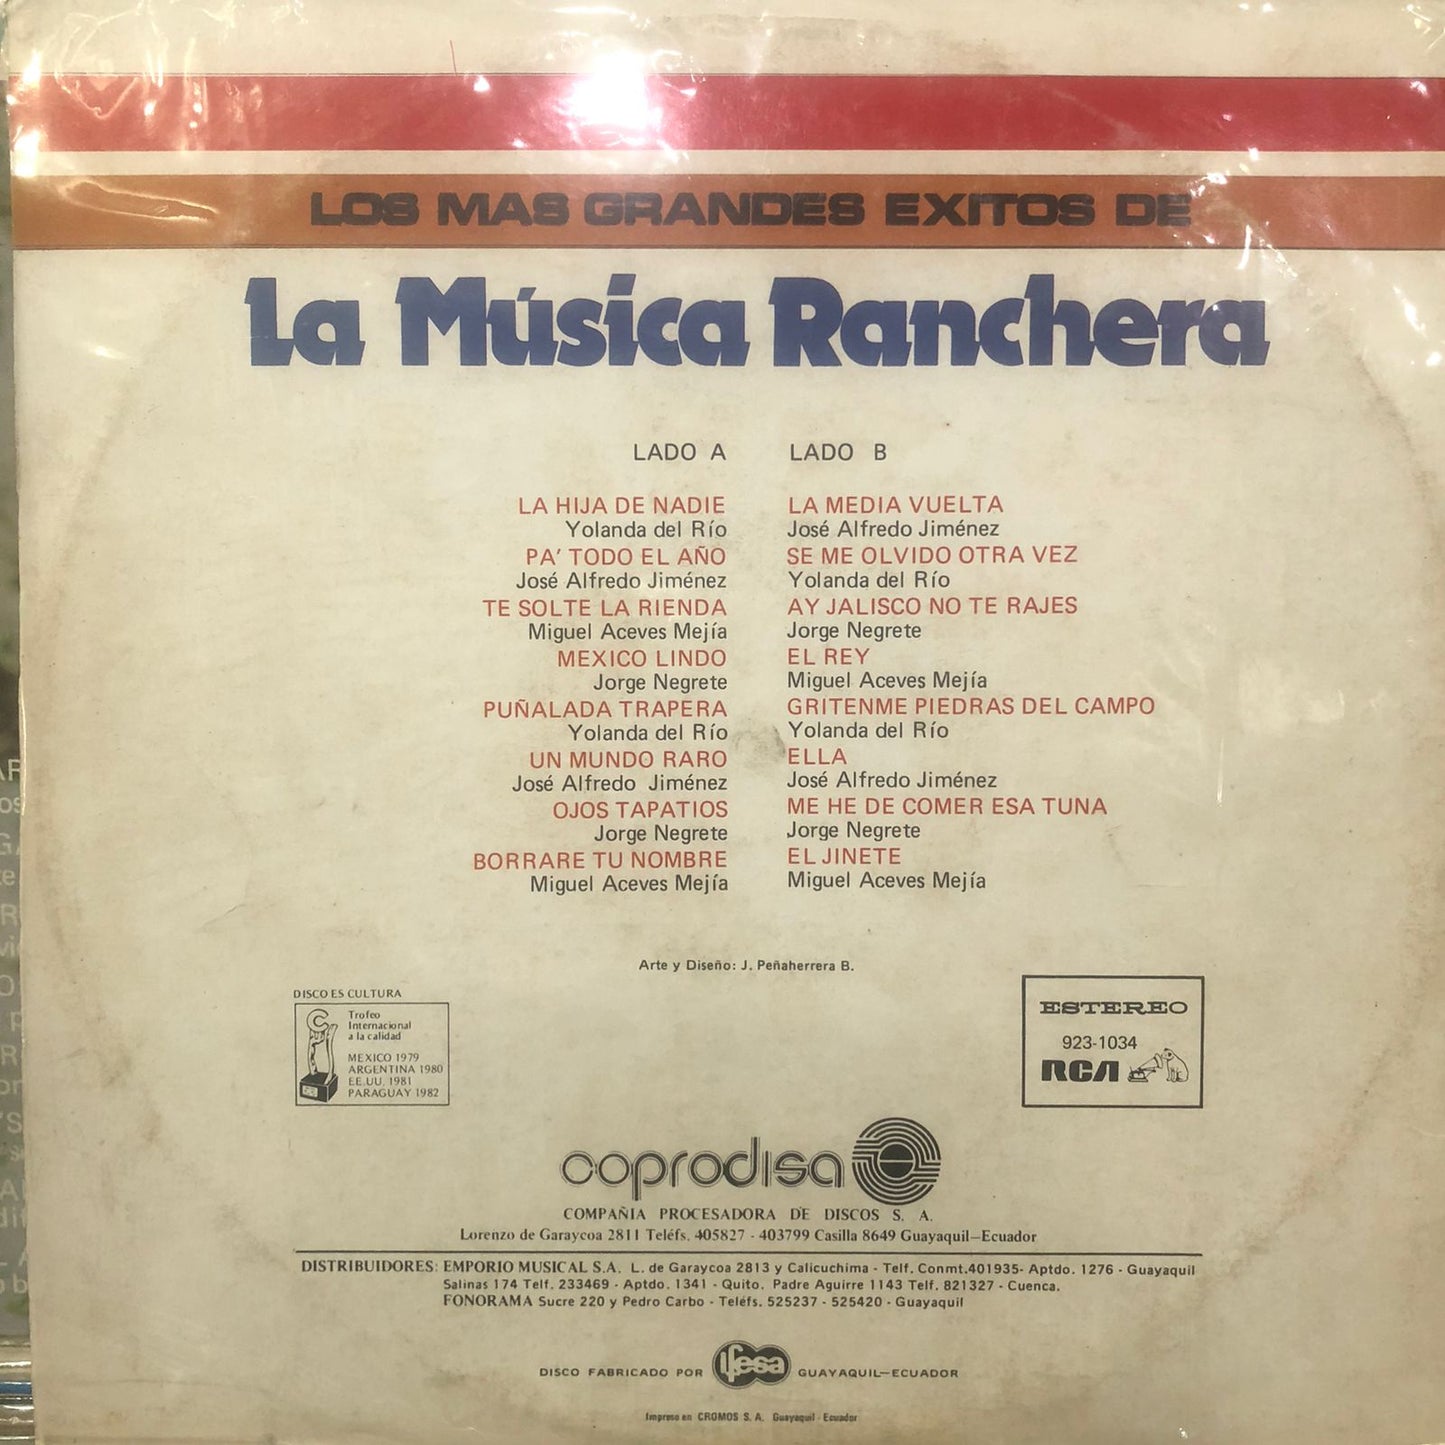 LOS MAS GRANDES EXITOS DE
La Música Ranchera
LADO A
LA HIJA DE NADIE
Yolanda del Río
PA' TODO EL AÑO
José Alfredo Jiménez
TE SOLTE LA RIENDA
Miguel Aceves Mejía
MEXICO LINDO
Jorge Negrete
PUÑALADA TRAPERA
Yolanda del Río
UN MUNDO RARO
José Alfredo Jiménez
OJOS TAPATIOS
Jorge Negrete
BORRARE TU NOMBRE
Miguel Aceves Mejía
LADO B
LA MEDIA VUELTA
José Alfredo Jiménez
SE ME OLVIDO OTRA VEZ
Yolanda del Río
AY JALISCO NO TE RAJES
Jorge Negrete
EL REY
Miguel Aceves Mejía
GRITENME PIEDRAS DEL CAMPO
Yolanda del Río
ELLA
José Alfredo Jiménez
ME HE DE COMER ESA TUNA
Jorge Negrete
EL JINETE
Miguel Aceves Mejía
Arte y Diseño: J. Peñaherrera B.
DISCO ES CULTURA
Trofeo
Internacional
a la calidad
MEXICO 1979
ARGENTINA 1980
EE.UU. 1981
PARAGUAY 1982
ESTEREO
923-1034
RCA
coprodisa
COMPAÑIA PROCESADORA DE DISCOS S. A.
Lorenzo de Garaycoa 2811 Teléfs. 405827 - 403799 Casilla 8649 Guayaquil—Ecuador
DISTRIBUIDORES: EMPORIO MUSICAL S.A. L. de Garaycoa 2813 y Calicuchima - Telf. Conmt.401935- Aptdo. 1276 - Guayaquil
Salinas 174 Telf. 233469 - Aptdo. 1341 - Quito. Padre Aguirre 1143 Telf. 821327 - Cuenca.
FONORAMA Sucre 220 y Pedro Carbo - Teléfs. 525237 - 525420 - Guayaquil
DISCO FABRICADO POR ifesa GUAYAQUIL—ECUADOR
Impreso en CROMOS S. A. Guayaquil - Ecuador